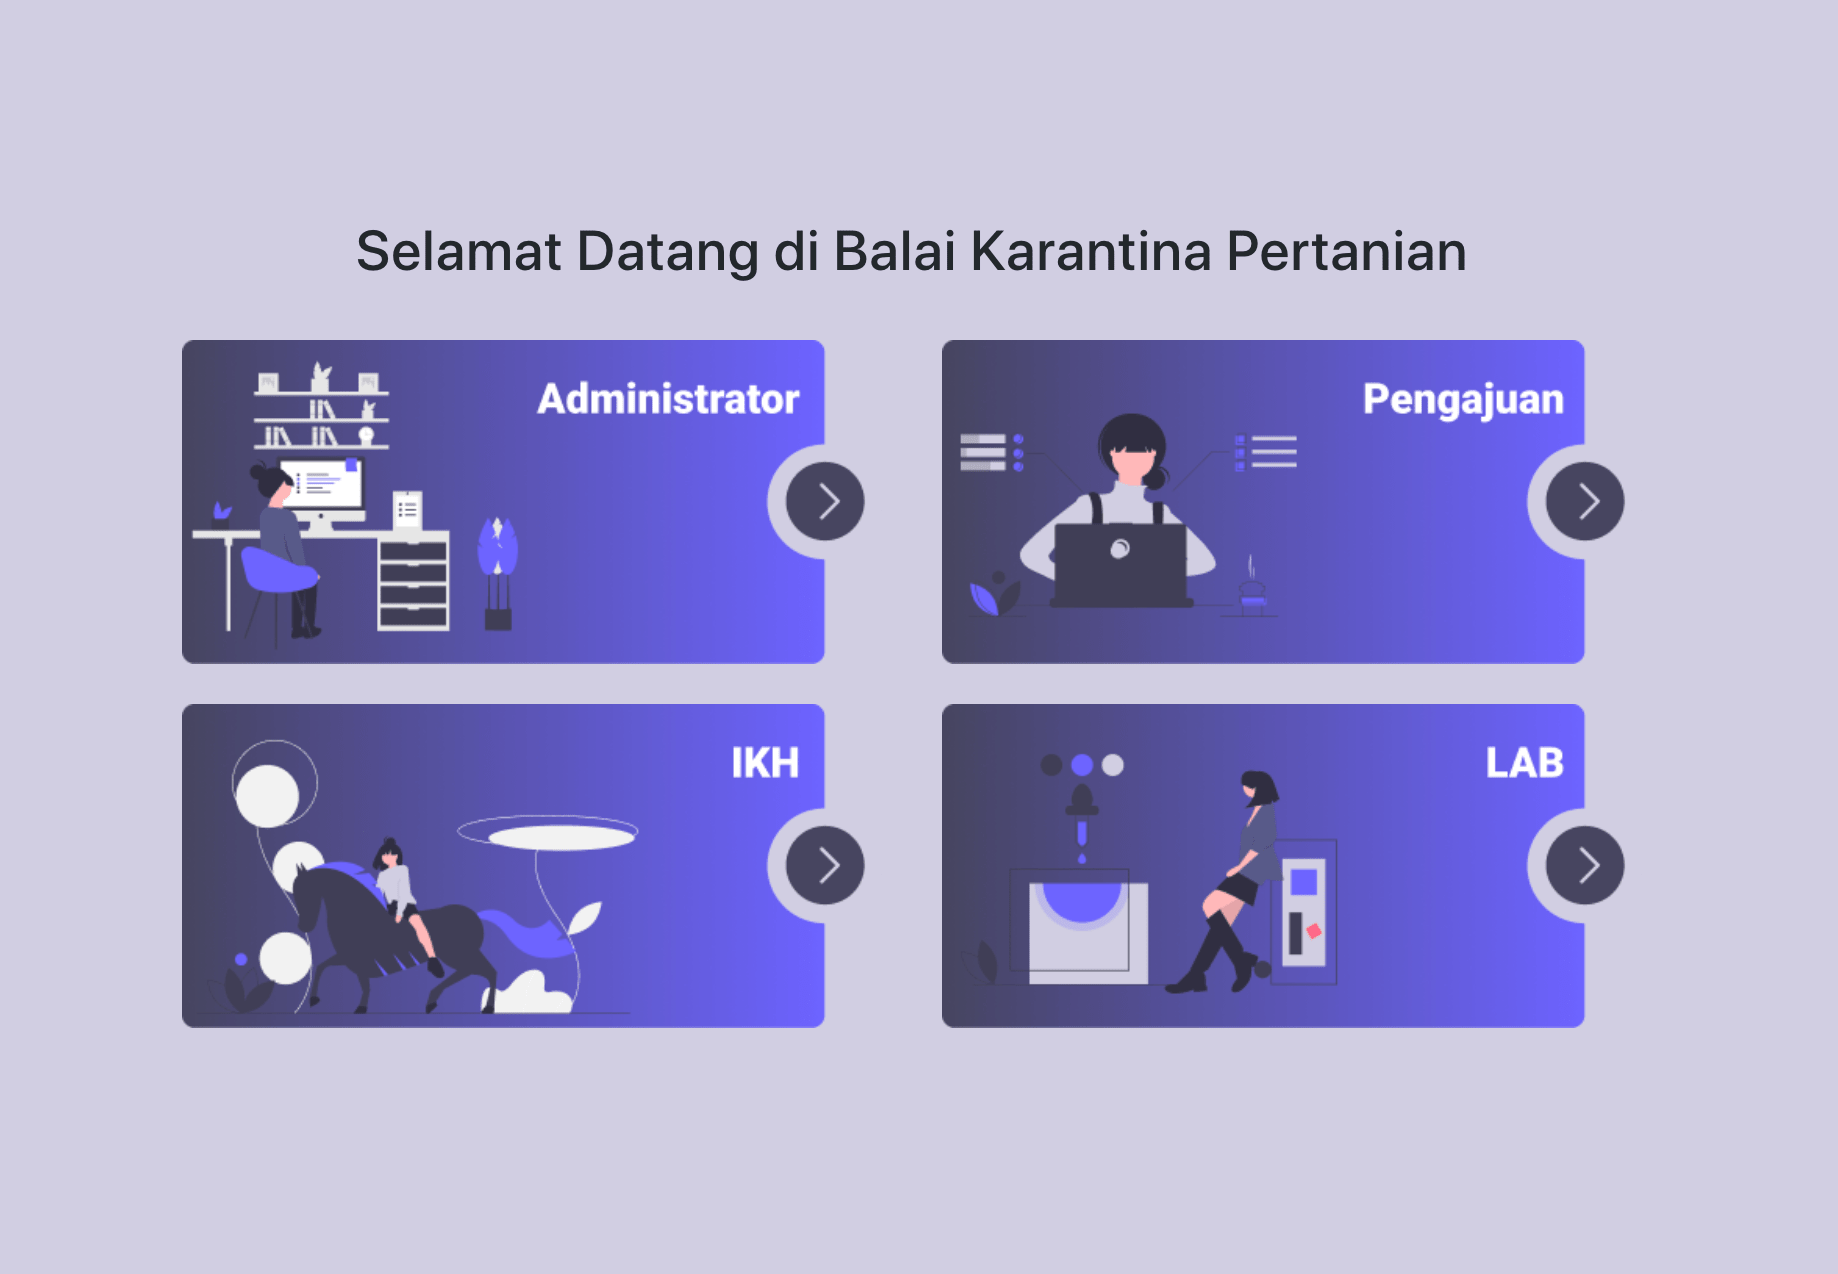 Selamat Datang di Balai Karantina Pertanian
Administrator
Pengajuan
IKH
LAB